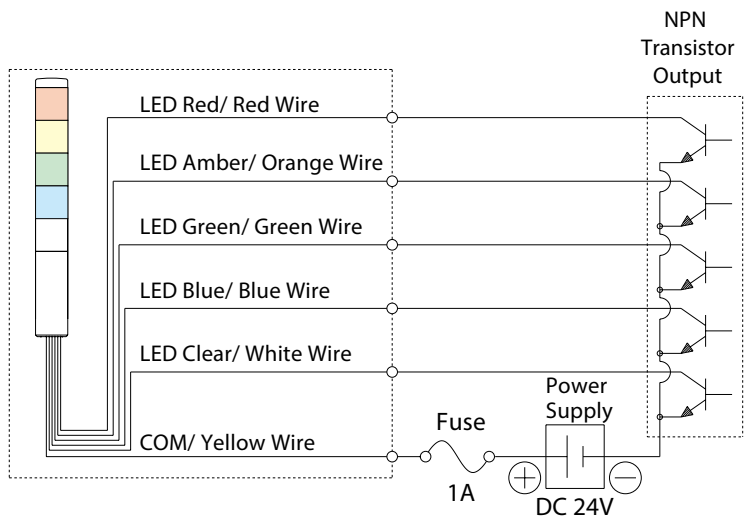 NPN
Transistor
Output
LED Red/ Red Wire
LED Amber/ Orange Wire
LED Green/ Green Wire
LED Blue/ Blue Wire
LED Clear/ White Wire
COM/ Yellow Wire
Fuse
1A
Power
Supply
+
−
DC 24V